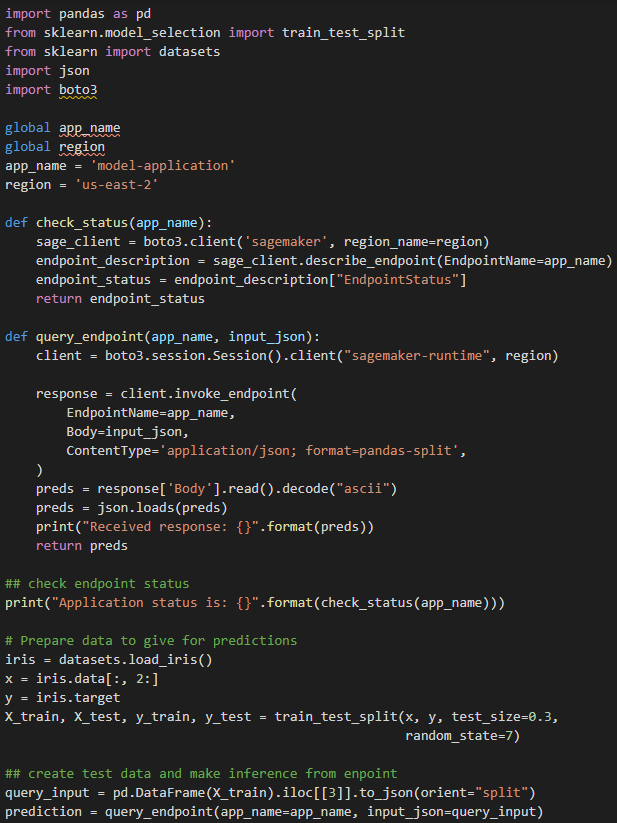 import pandas as pd
from sklearn.model_selection import train_test_split
from sklearn import datasets
import json
import boto3

global app_name
global region
app_name = 'model-application'
region = 'us-east-2'

def check_status(app_name):
    sage_client = boto3.client('sagemaker', region_name=region)
    endpoint_description = sage_client.describe_endpoint(EndpointName=app_name)
    endpoint_status = endpoint_description["EndpointStatus"]
    return endpoint_status

def query_endpoint(app_name, input_json):
    client = boto3.session.Session().client("sagemaker-runtime", region)

    response = client.invoke_endpoint(
        EndpointName=app_name,
        Body=input_json,
        ContentType='application/json; format=pandas-split',
    )
    preds = response['Body'].read().decode("ascii")
    preds = json.loads(preds)
    print("Received response: {}".format(preds))
    return preds

## check endpoint status
print("Application status is: {}".format(check_status(app_name)))

# Prepare data to give for predictions
iris = datasets.load_iris()
x = iris.data[:, 2:]
y = iris.target
X_train, X_test, y_train, y_test = train_test_split(x, y, test_size=0.3,
                                                    random_state=7)

## create test data and make inference from enpoint
query_input = pd.DataFrame(X_train).iloc[[3]].to_json(orient="split")
prediction = query_endpoint(app_name=app_name, input_json=query_input)